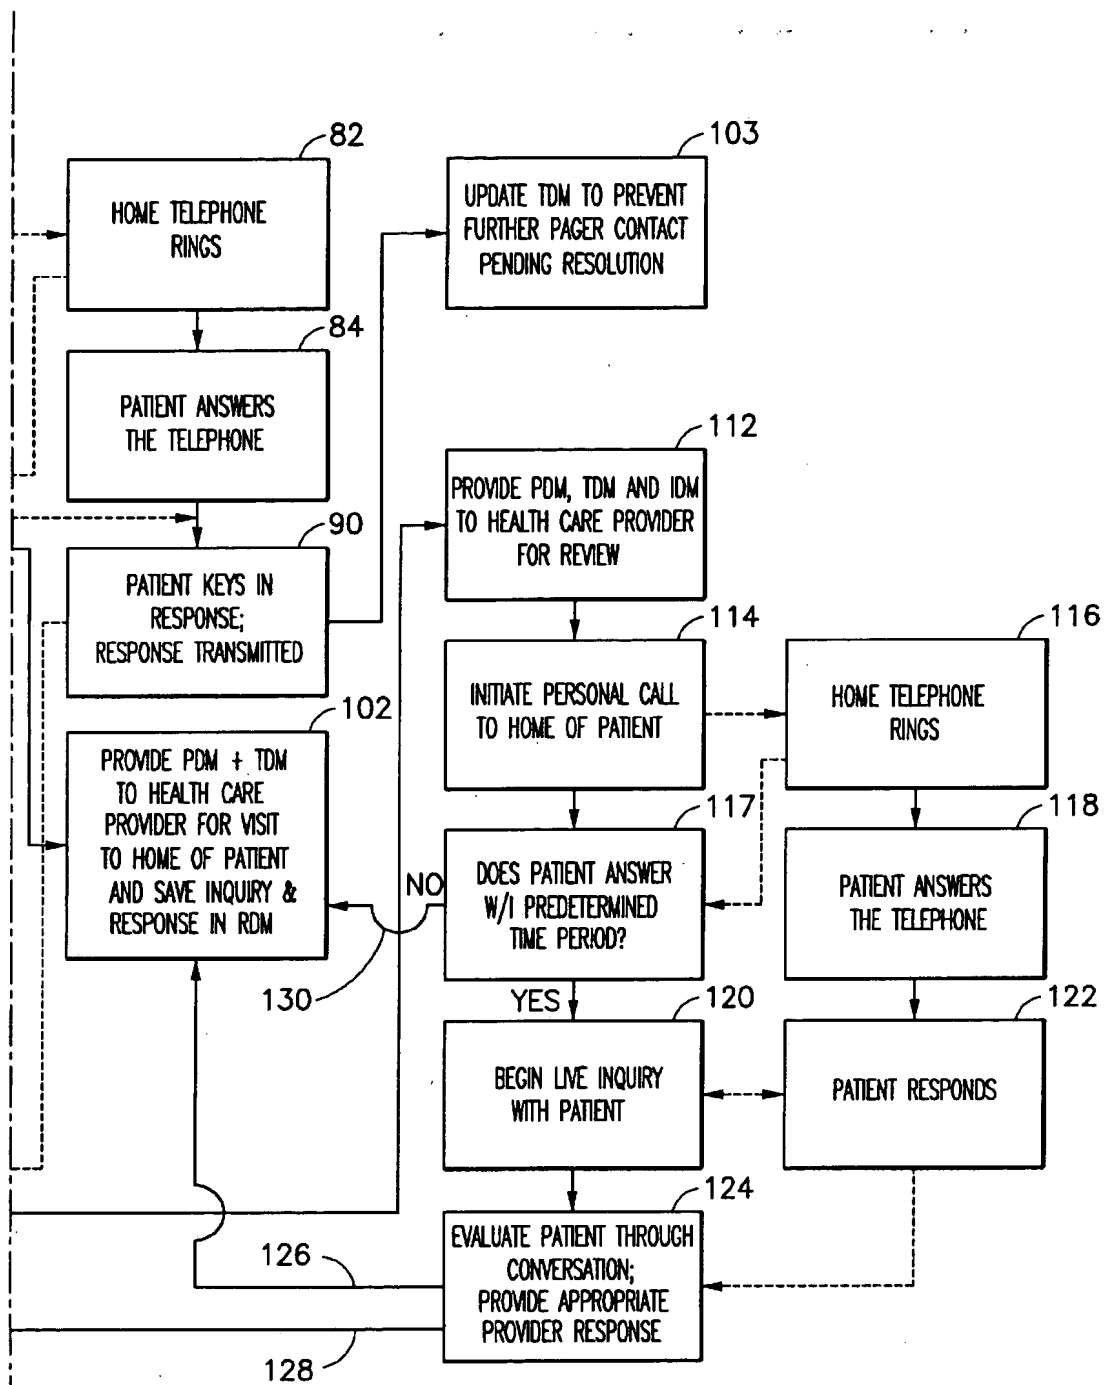 82
HOME TELEPHONE
RINGS
103
UPDATE TDM TO PREVENT
FURTHER PAGER CONTACT
PENDING RESOLUTION
84
PATIENT ANSWERS
THE TELEPHONE
90
PATIENT KEYS IN
RESPONSE;
RESPONSE TRANSMITTED
102
PROVIDE PDM + TDM
TO HEALTH CARE
PROVIDER FOR VISIT
TO HOME OF PATIENT
AND SAVE INQUIRY &
RESPONSE IN RDM
112
PROVIDE PDM, TDM AND IDM
TO HEALTH CARE PROVIDER
FOR REVIEW
114
INITIATE PERSONAL CALL
TO HOME OF PATIENT
116
HOME TELEPHONE
RINGS
117
DOES PATIENT ANSWER
W/I PREDETERMINED
TIME PERIOD?
NO
130
YES
118
PATIENT ANSWERS
THE TELEPHONE
120
BEGIN LIVE INQUIRY
WITH PATIENT
122
PATIENT RESPONDS
124
EVALUATE PATIENT THROUGH
CONVERSATION;
PROVIDE APPROPRIATE
PROVIDER RESPONSE
126
128